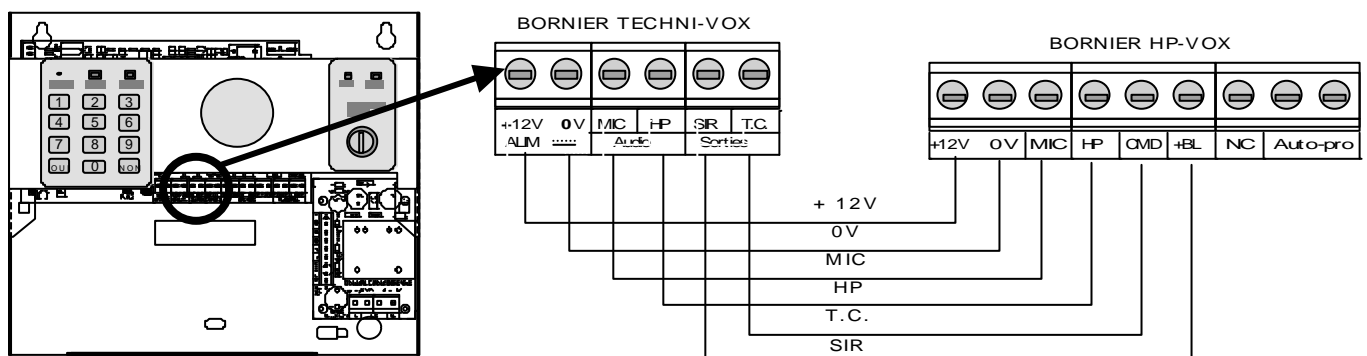 BORNIER TECHNI-VOX
BORNIER HP-VOX
1 2 3
4 5 6
7 8 9
OUI 0 NON
+12V 0V MIC HP SIR T.C.
ALIM Audio Sorties
+12V 0V MIC HP CMD +BL NC Auto-pro
+ 12V
0V
MIC
HP
T.C.
SIR